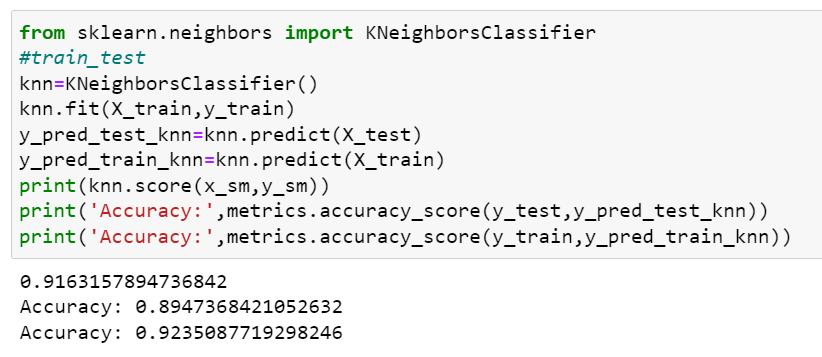 from sklearn.neighbors import KNeighborsClassifier
#train_test
knn=KNeighborsClassifier()
knn.fit(X_train,y_train)
y_pred_test_knn=knn.predict(X_test)
y_pred_train_knn=knn.predict(X_train)
print(knn.score(x_sm,y_sm))
print('Accuracy:',metrics.accuracy_score(y_test,y_pred_test_knn))
print('Accuracy:',metrics.accuracy_score(y_train,y_pred_train_knn))
0.9163157894736842
Accuracy: 0.8947368421052632
Accuracy: 0.9235087719298246